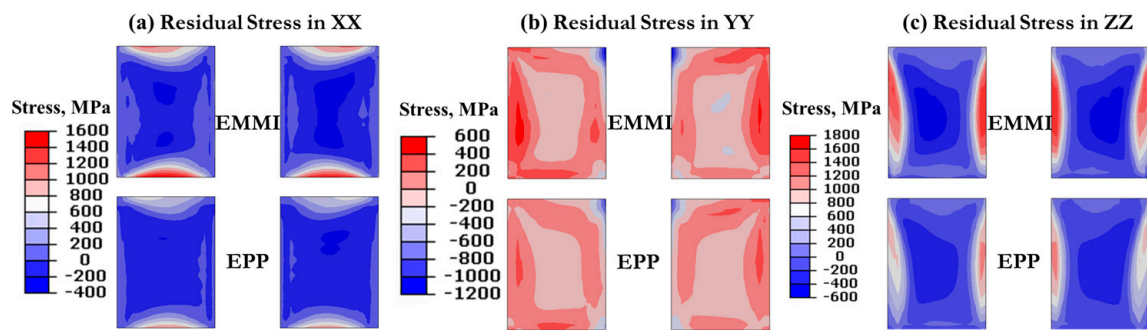 (a) Residual Stress in XX
Stress, MPa
1600
1400
1200
1000
800
600
400
200
0
-200
-400
EMMI
EPP
(b) Residual Stress in YY
Stress, MPa
600
400
200
0
-200
-400
-600
-800
-1000
-1200
EMMI
EPP
(c) Residual Stress in ZZ
Stress, MPa
1800
1600
1400
1200
1000
800
600
400
200
0
-200
-400
-600
EMMI
EPP